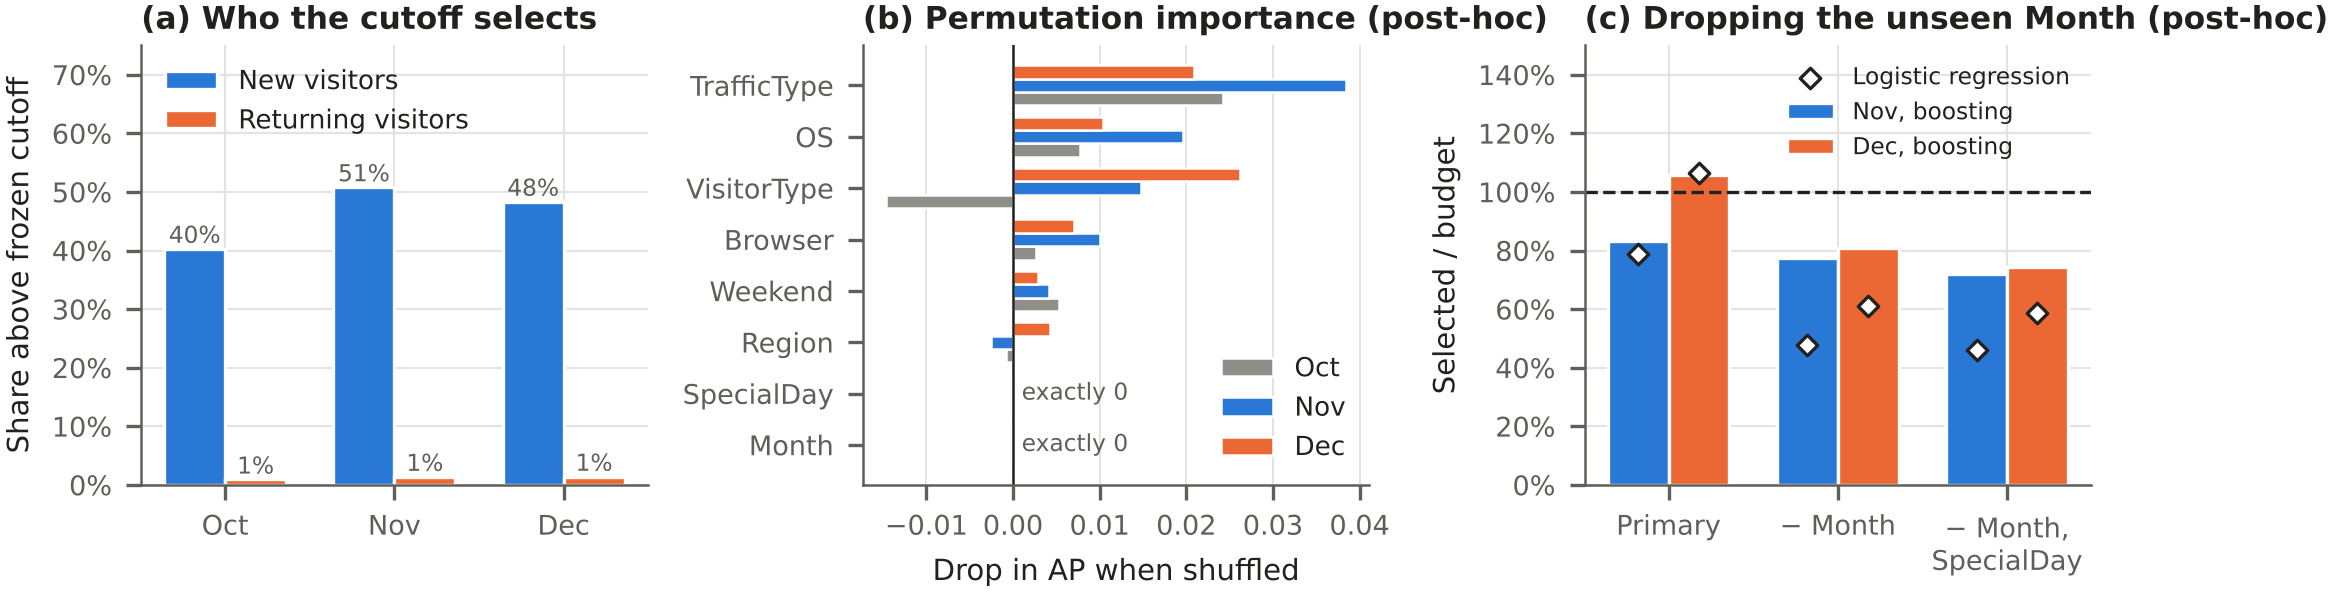 (a) Who the cutoff selects
Share above frozen cutoff
70%
60%
50%
40%
30%
20%
10%
0%
New visitors
Returning visitors
40%
1%
51%
1%
48%
1%
Oct
Nov
Dec
(b) Permutation importance (post-hoc)
TrafficType
OS
VisitorType
Browser
Weekend
Region
SpecialDay
Month
exactly 0
exactly 0
Oct
Nov
Dec
−0.01
0.00
0.01
0.02
0.03
0.04
Drop in AP when shuffled
(c) Dropping the unseen Month (post-hoc)
Selected / budget
140%
120%
100%
80%
60%
40%
20%
0%
Logistic regression
Nov, boosting
Dec, boosting
Primary
− Month
− Month,
SpecialDay